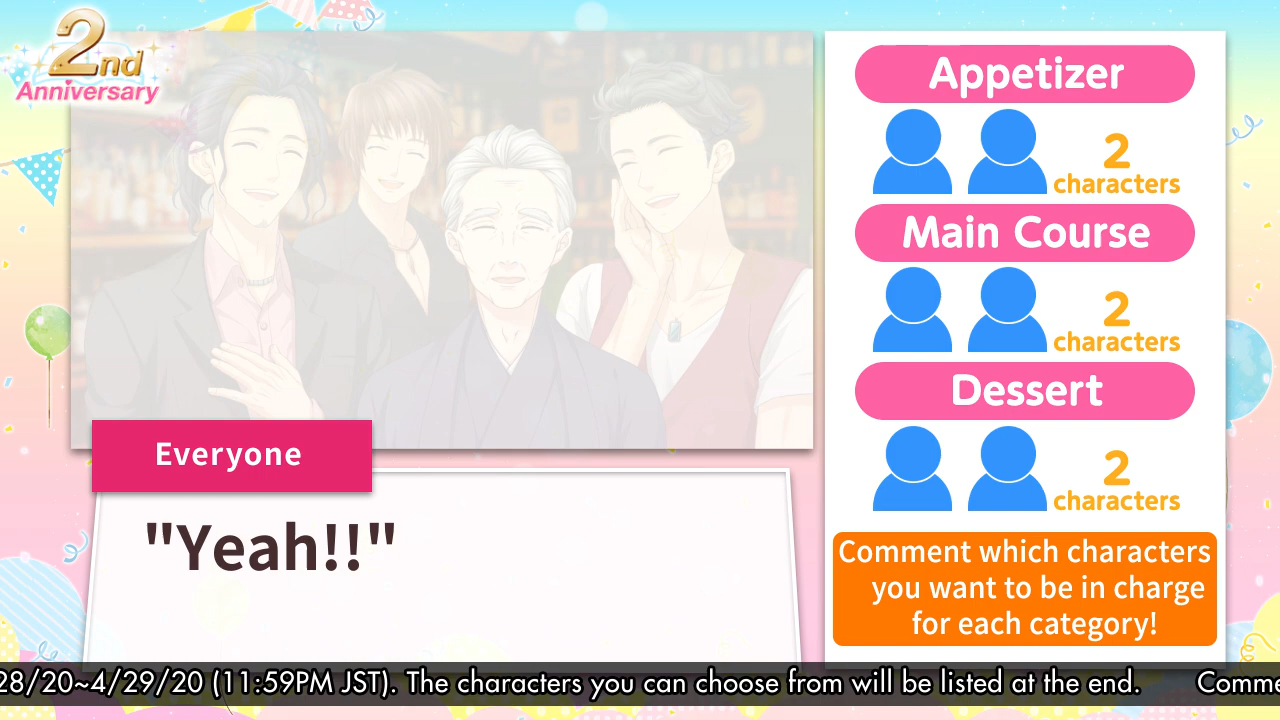 2nd
Anniversary
Appetizer
2
characters
Main Course
2
characters
Dessert
2
characters
Everyone
"Yeah!!"
Comment which characters
you want to be in charge
for each category!
28/20~4/29/20 (11:59PM JST). The characters you can choose from will be listed at the end.